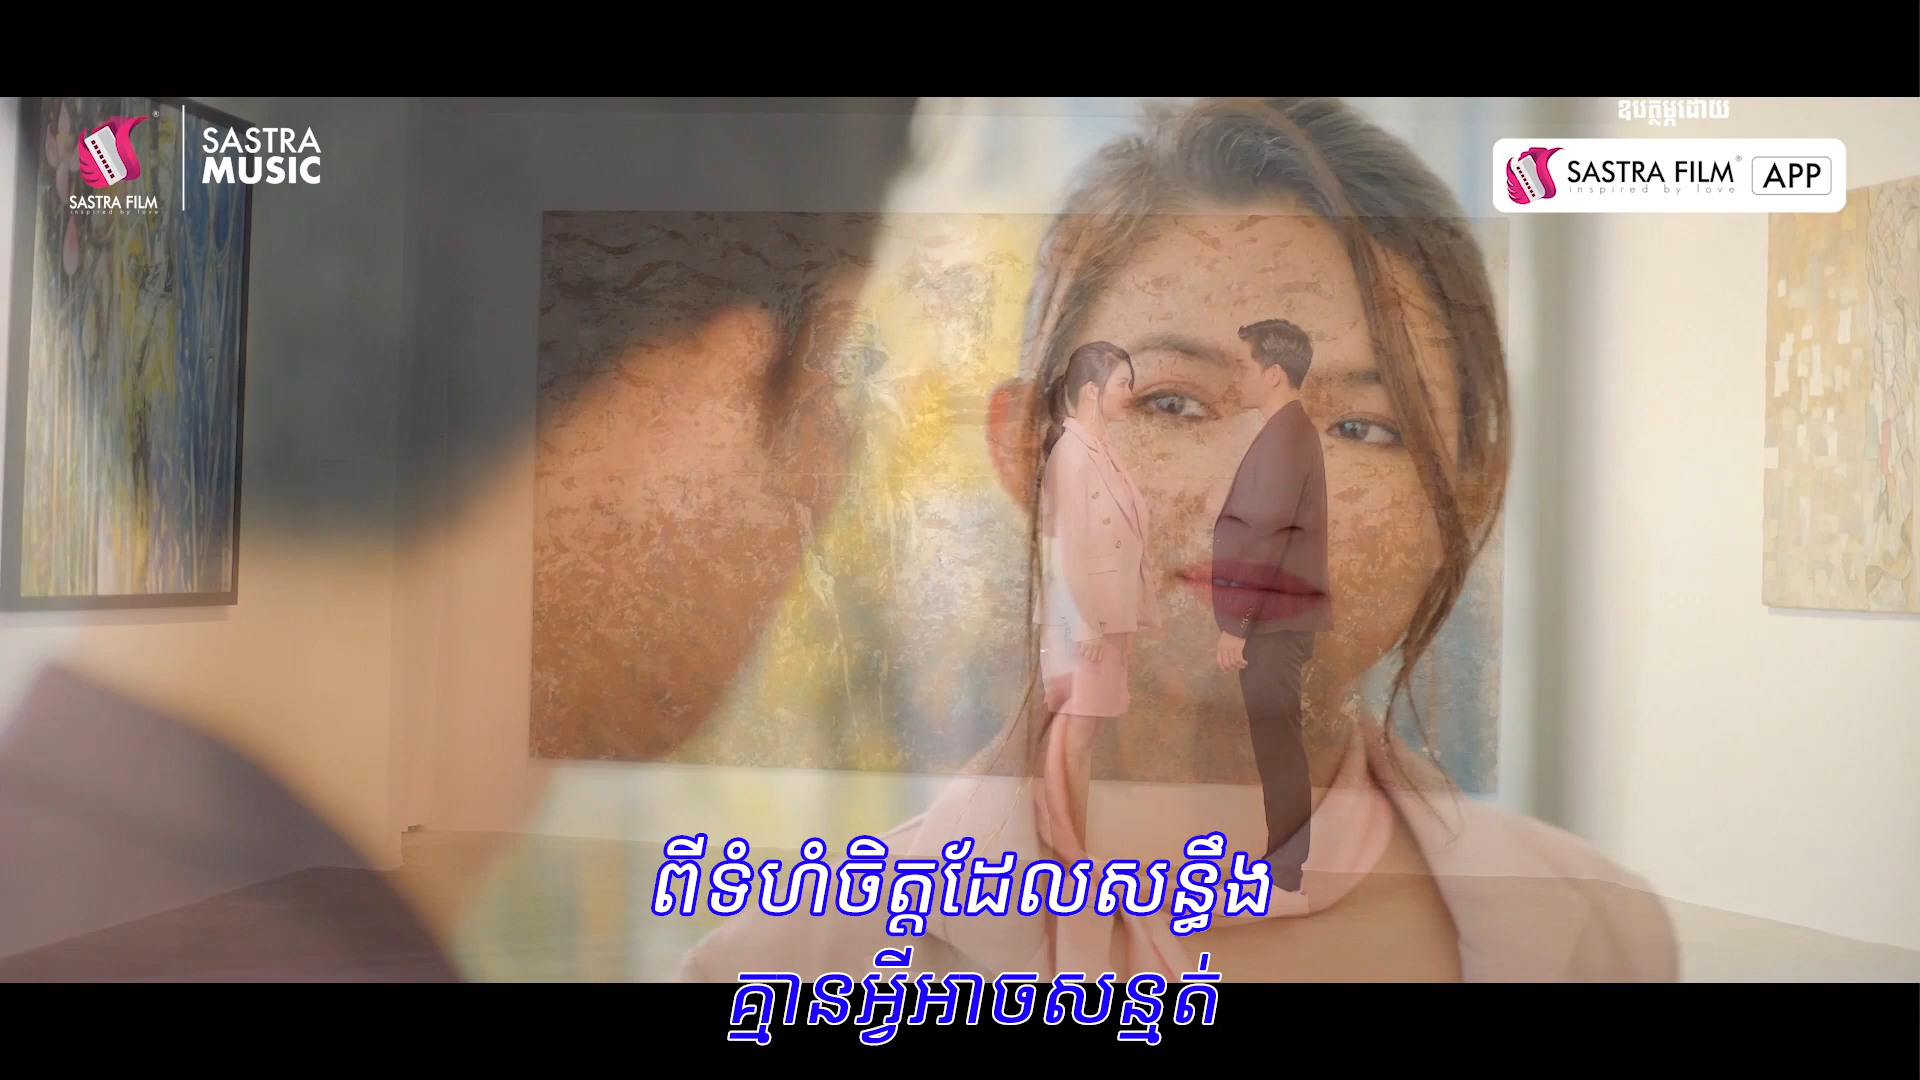 SASTRA FILM®
inspired by love
SASTRA
MUSIC
ឧបត្ថម្ភដោយ
SASTRA FILM®
inspired by love
APP
ពីទំហំចិត្តដែលសន្ធឹង
គ្មានអ្វីអាចសន្មត់